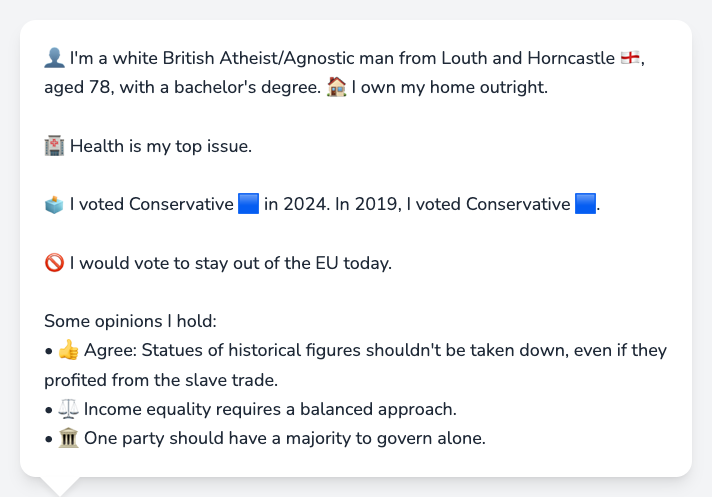 👤 I'm a white British Atheist/Agnostic man from Louth and Horncastle 🏴󠁧󠁢󠁥󠁮󠁧󠁿,
aged 78, with a bachelor's degree. 🏠 I own my home outright.
🏥 Health is my top issue.
🗳️ I voted Conservative 🟦 in 2024. In 2019, I voted Conservative 🟦.
🚫 I would vote to stay out of the EU today.
Some opinions I hold:
• 👍 Agree: Statues of historical figures shouldn't be taken down, even if they
profited from the slave trade.
• ⚖️ Income equality requires a balanced approach.
• 🏛️ One party should have a majority to govern alone.